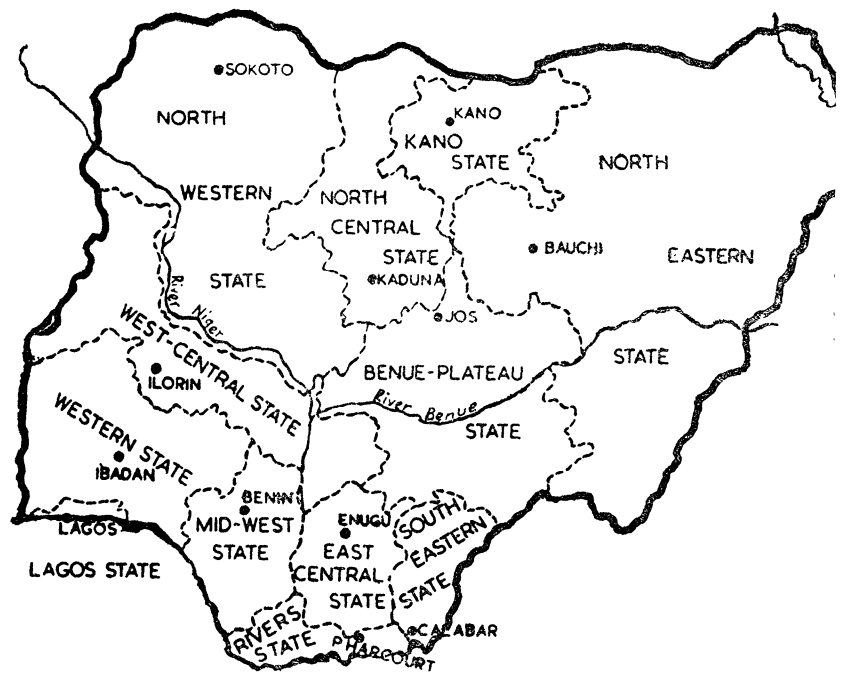 SOKOTO
NORTH
WESTERN
STATE
KANO
KANO
STATE
NORTH
CENTRAL
STATE
KADUNA
NORTH
EASTERN
STATE
BAUCHI
JOS
River Niger
WEST-CENTRAL STATE
ILORIN
BENUE-PLATEAU
STATE
River Benue
WESTERN STATE
IBADAN
LAGOS
LAGOS STATE
BENIN
MID-WEST
STATE
ENUGU
EAST
CENTRAL
STATE
SOUTH
EASTERN
STATE
RIVERS
STATE
P.HARCOURT
CALABAR